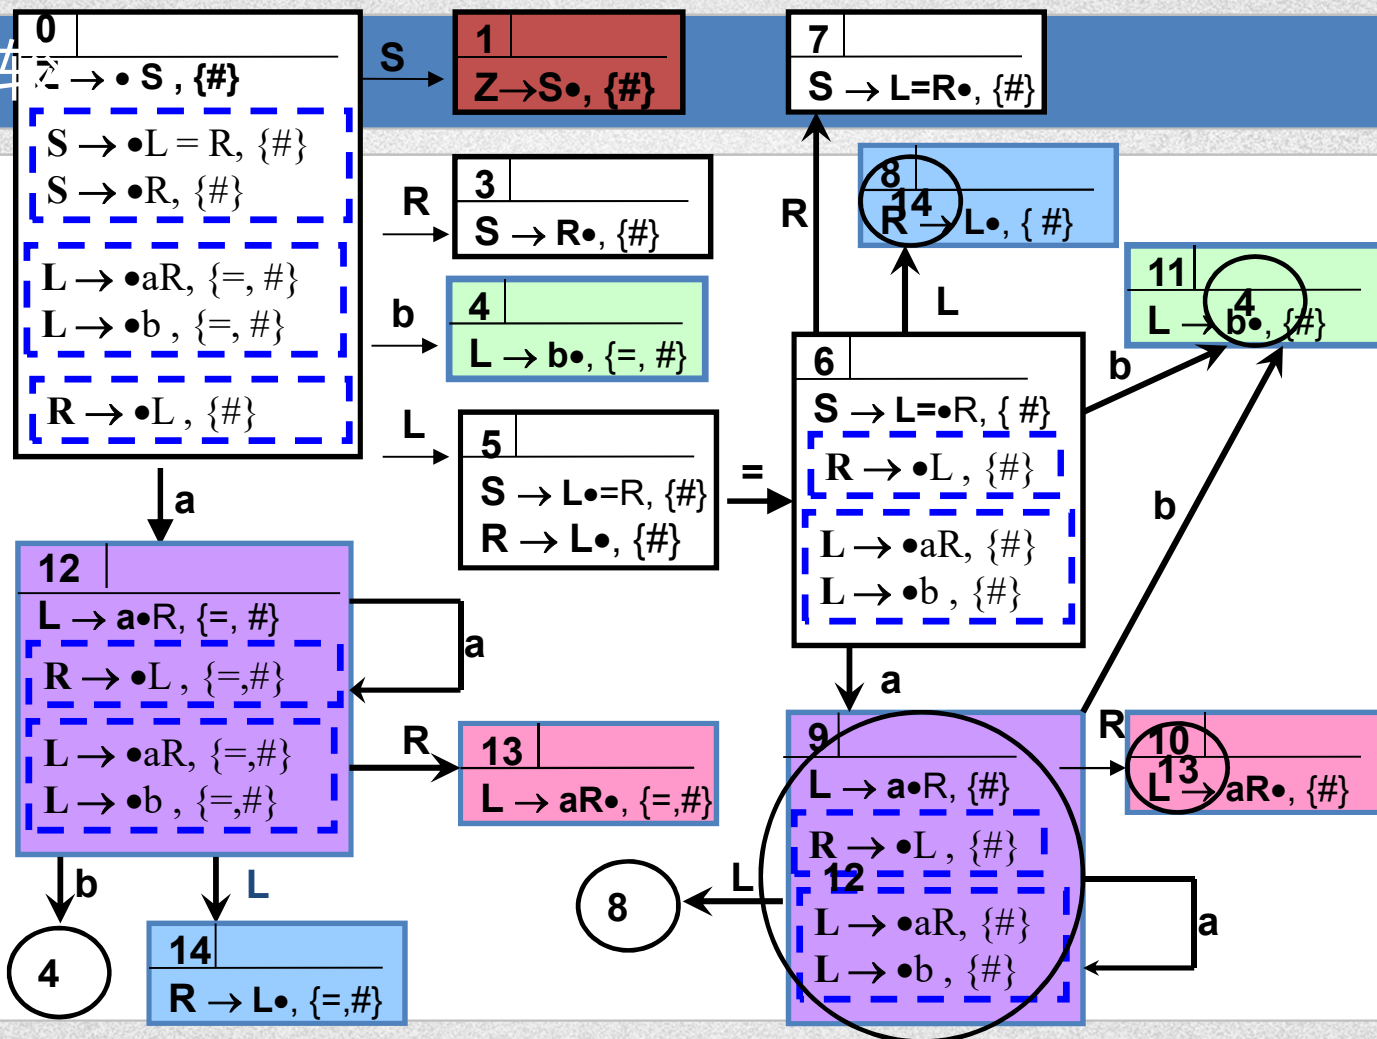 0
Z → • S , {#}
S → •L = R, {#}
S → •R, {#}
L → •aR, {=, #}
L → •b , {=, #}
R → •L , {#}
S
1
Z→S•, {#}
R
3
S → R•, {#}
b
4
L → b•, {=, #}
L
5
S → L•=R, {#}
R → L•, {#}
=
6
S → L=•R, { #}
R → •L , {#}
L → •aR, {#}
L → •b , {#}
R
7
S → L=R•, {#}
L
8
14
R → L•, { #}
b
11
4
L → b•, {#}
b
a
12
L → a•R, {=, #}
R → •L , {=,#}
L → •aR, {=,#}
L → •b , {=,#}
a
R
13
L → aR•, {=,#}
b
4
L
14
R → L•, {=,#}
a
9
L → a•R, {#}
R → •L , {#}
12
L → •aR, {#}
L → •b , {#}
L
8
a
R
10
13
L → aR•, {#}